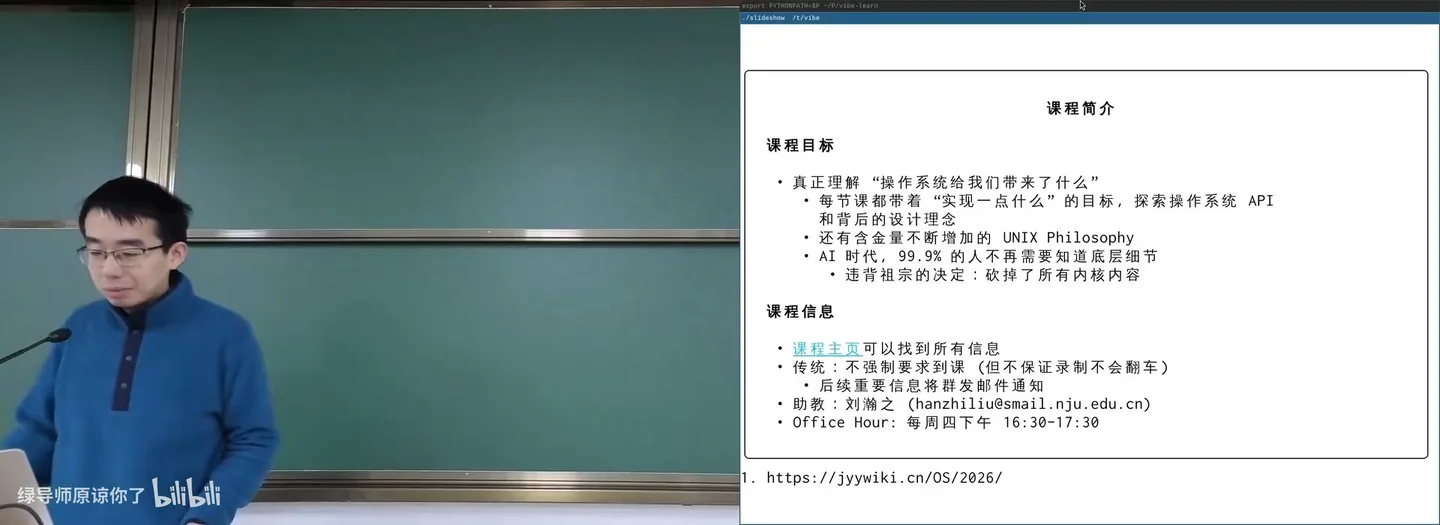 export PYTHONPATH=$P ~/P/vibe-learn
./slideshow /t/vibe
课程简介
课程目标
• 真正理解 “操作系统给我们带来了什么”
• 每节课都带着 “实现一点什么” 的目标, 探索操作系统 API
和背后的设计理念
• 还有含金量不断增加的 UNIX Philosophy
• AI 时代, 99.9% 的人不再需要知道底层细节
• 违背祖宗的决定：砍掉了所有内核内容
课程信息
• 课程主页可以找到所有信息
• 传统：不强制要求到课 (但不保证录制不会翻车)
• 后续重要信息将群发邮件通知
• 助教：刘瀚之 (hanzhiliu@smail.nju.edu.cn)
• Office Hour: 每周四下午 16:30-17:30
1. https://jyywiki.cn/OS/2026/
绿导师原谅你了 bilibili